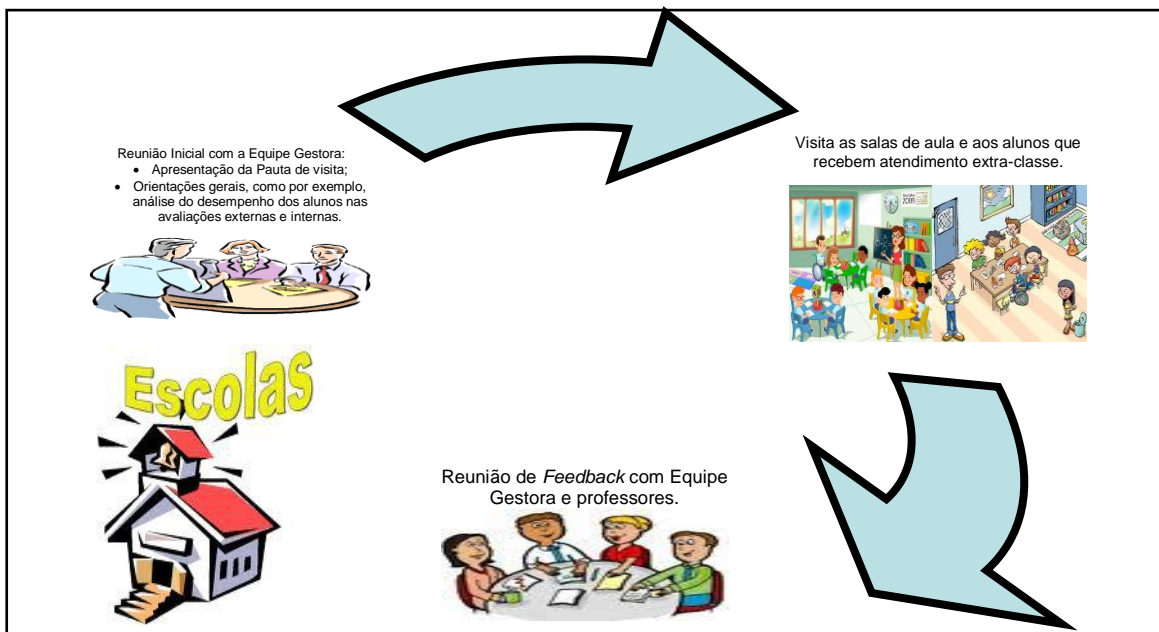 Reunião Inicial com a Equipe Gestora:
• Apresentação da Pauta de visita;
• Orientações gerais, como por exemplo,
análise do desempenho dos alunos nas
avaliações externas e internas.
Visita as salas de aula e aos alunos que
recebem atendimento extra-classe.
Escolas
Reunião de Feedback com Equipe
Gestora e professores.